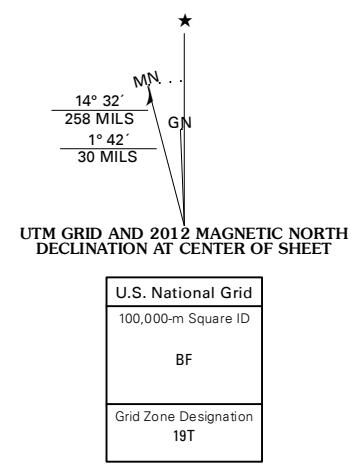 ★
MN
14° 32´
258 MILS
GN
1° 42´
30 MILS
UTM GRID AND 2012 MAGNETIC NORTH
DECLINATION AT CENTER OF SHEET
U.S. National Grid
100,000-m Square ID
BF
Grid Zone Designation
19T